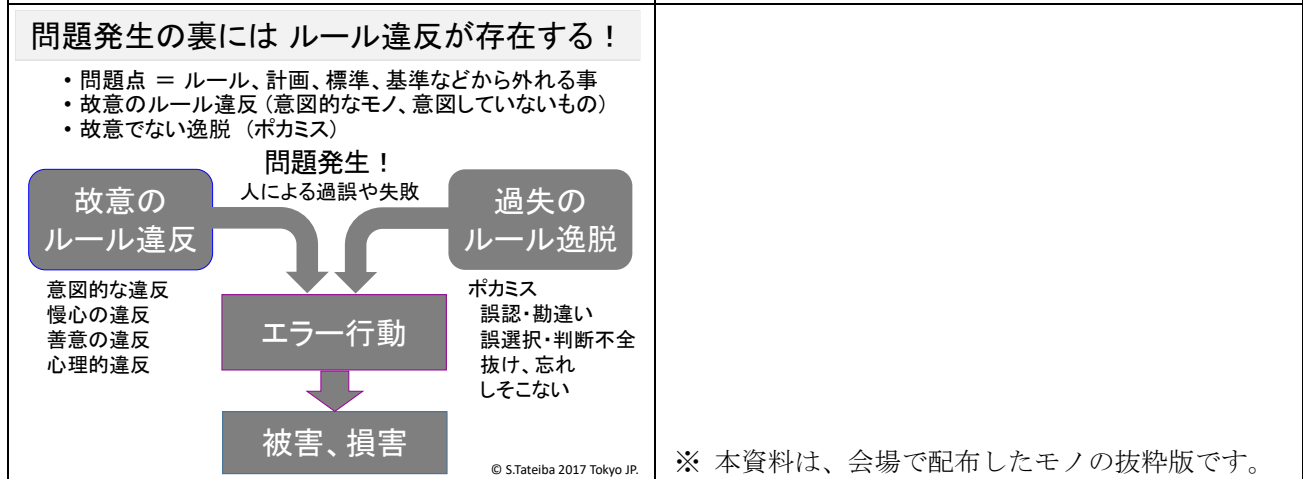 問題発生の裏には ルール違反が存在する！
• 問題点 ＝ ルール、計画、標準、基準などから外れる事
• 故意のルール違反（意図的なモノ、意図していないもの）
• 故意でない逸脱 （ポカミス）
問題発生！
人による過誤や失敗
故意の
ルール違反
過失の
ルール逸脱
意図的な違反
慢心の違反
善意の違反
心理的違反
ポカミス
誤認・勘違い
誤選択・判断不全
抜け、忘れ
しそこない
エラー行動
被害、損害
© S.Tateiba 2017 Tokyo JP.
※ 本資料は、会場で配布したモノの抜粋版です。